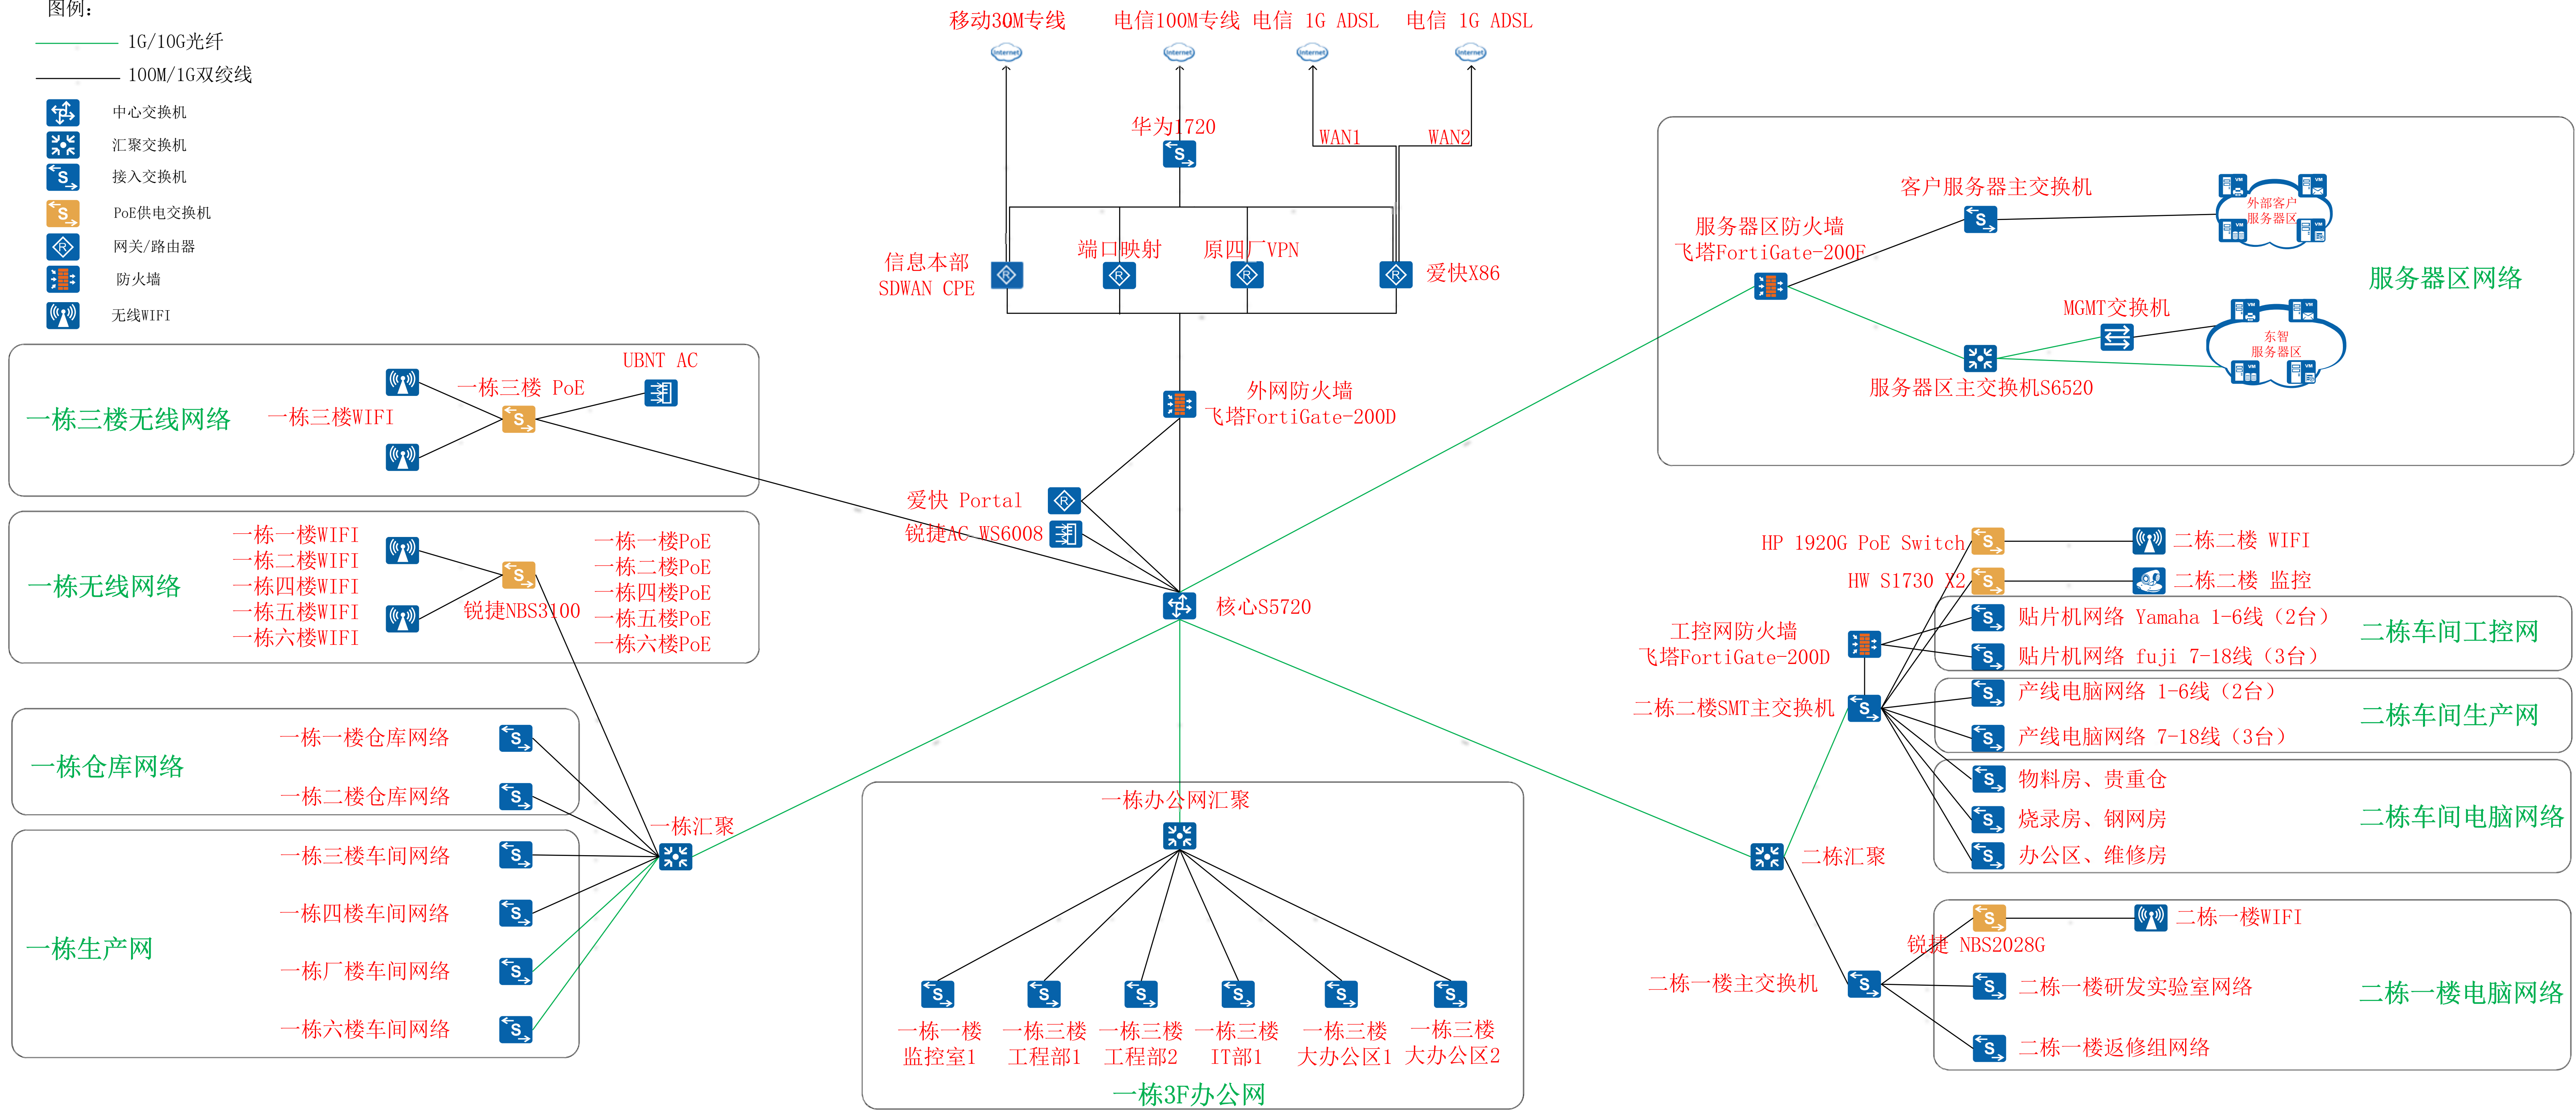 图例：
1G/10G光纤
100M/1G双绞线
中心交换机
汇聚交换机
接入交换机
PoE供电交换机
网关/路由器
防火墙
无线WIFI
移动30M专线
电信100M专线
电信 1G ADSL
电信 1G ADSL
Internet
Internet
Internet
Internet
华为1720
WAN1
WAN2
信息本部
SDWAN CPE
端口映射
原四厂VPN
爱快X86
外网防火墙
飞塔FortiGate-200D
爱快 Portal
锐捷AC WS6008
核心S5720
服务器区防火墙
飞塔FortiGate-200F
客户服务器主交换机
外部客户
服务器区
服务器区网络
MGMT交换机
东智
服务器区
服务器区主交换机S6520
UBNT AC
一栋三楼 PoE
一栋三楼WIFI
一栋三楼无线网络
一栋一楼WIFI
一栋二楼WIFI
一栋四楼WIFI
一栋五楼WIFI
一栋六楼WIFI
一栋无线网络
锐捷NBS3100
一栋一楼PoE
一栋二楼PoE
一栋四楼PoE
一栋五楼PoE
一栋六楼PoE
一栋一楼仓库网络
一栋仓库网络
一栋二楼仓库网络
一栋汇聚
一栋三楼车间网络
一栋四楼车间网络
一栋生产网
一栋厂楼车间网络
一栋六楼车间网络
一栋办公网汇聚
一栋一楼
监控室1
一栋三楼
工程部1
一栋三楼
工程部2
一栋三楼
IT部1
一栋三楼
大办公区1
一栋三楼
大办公区2
一栋3F办公网
HP 1920G PoE Switch
二栋二楼 WIFI
HW S1730 X2
二栋二楼 监控
工控网防火墙
飞塔FortiGate-200D
贴片机网络 Yamaha 1-6线（2台）
贴片机网络 fuji 7-18线（3台）
二栋车间工控网
二栋二楼SMT主交换机
产线电脑网络 1-6线（2台）
产线电脑网络 7-18线（3台）
二栋车间生产网
物料房、贵重仓
烧录房、钢网房
办公区、维修房
二栋车间电脑网络
二栋汇聚
二栋一楼WIFI
锐捷 NBS2028G
二栋一楼主交换机
二栋一楼研发实验室网络
二栋一楼电脑网络
二栋一楼返修组网络